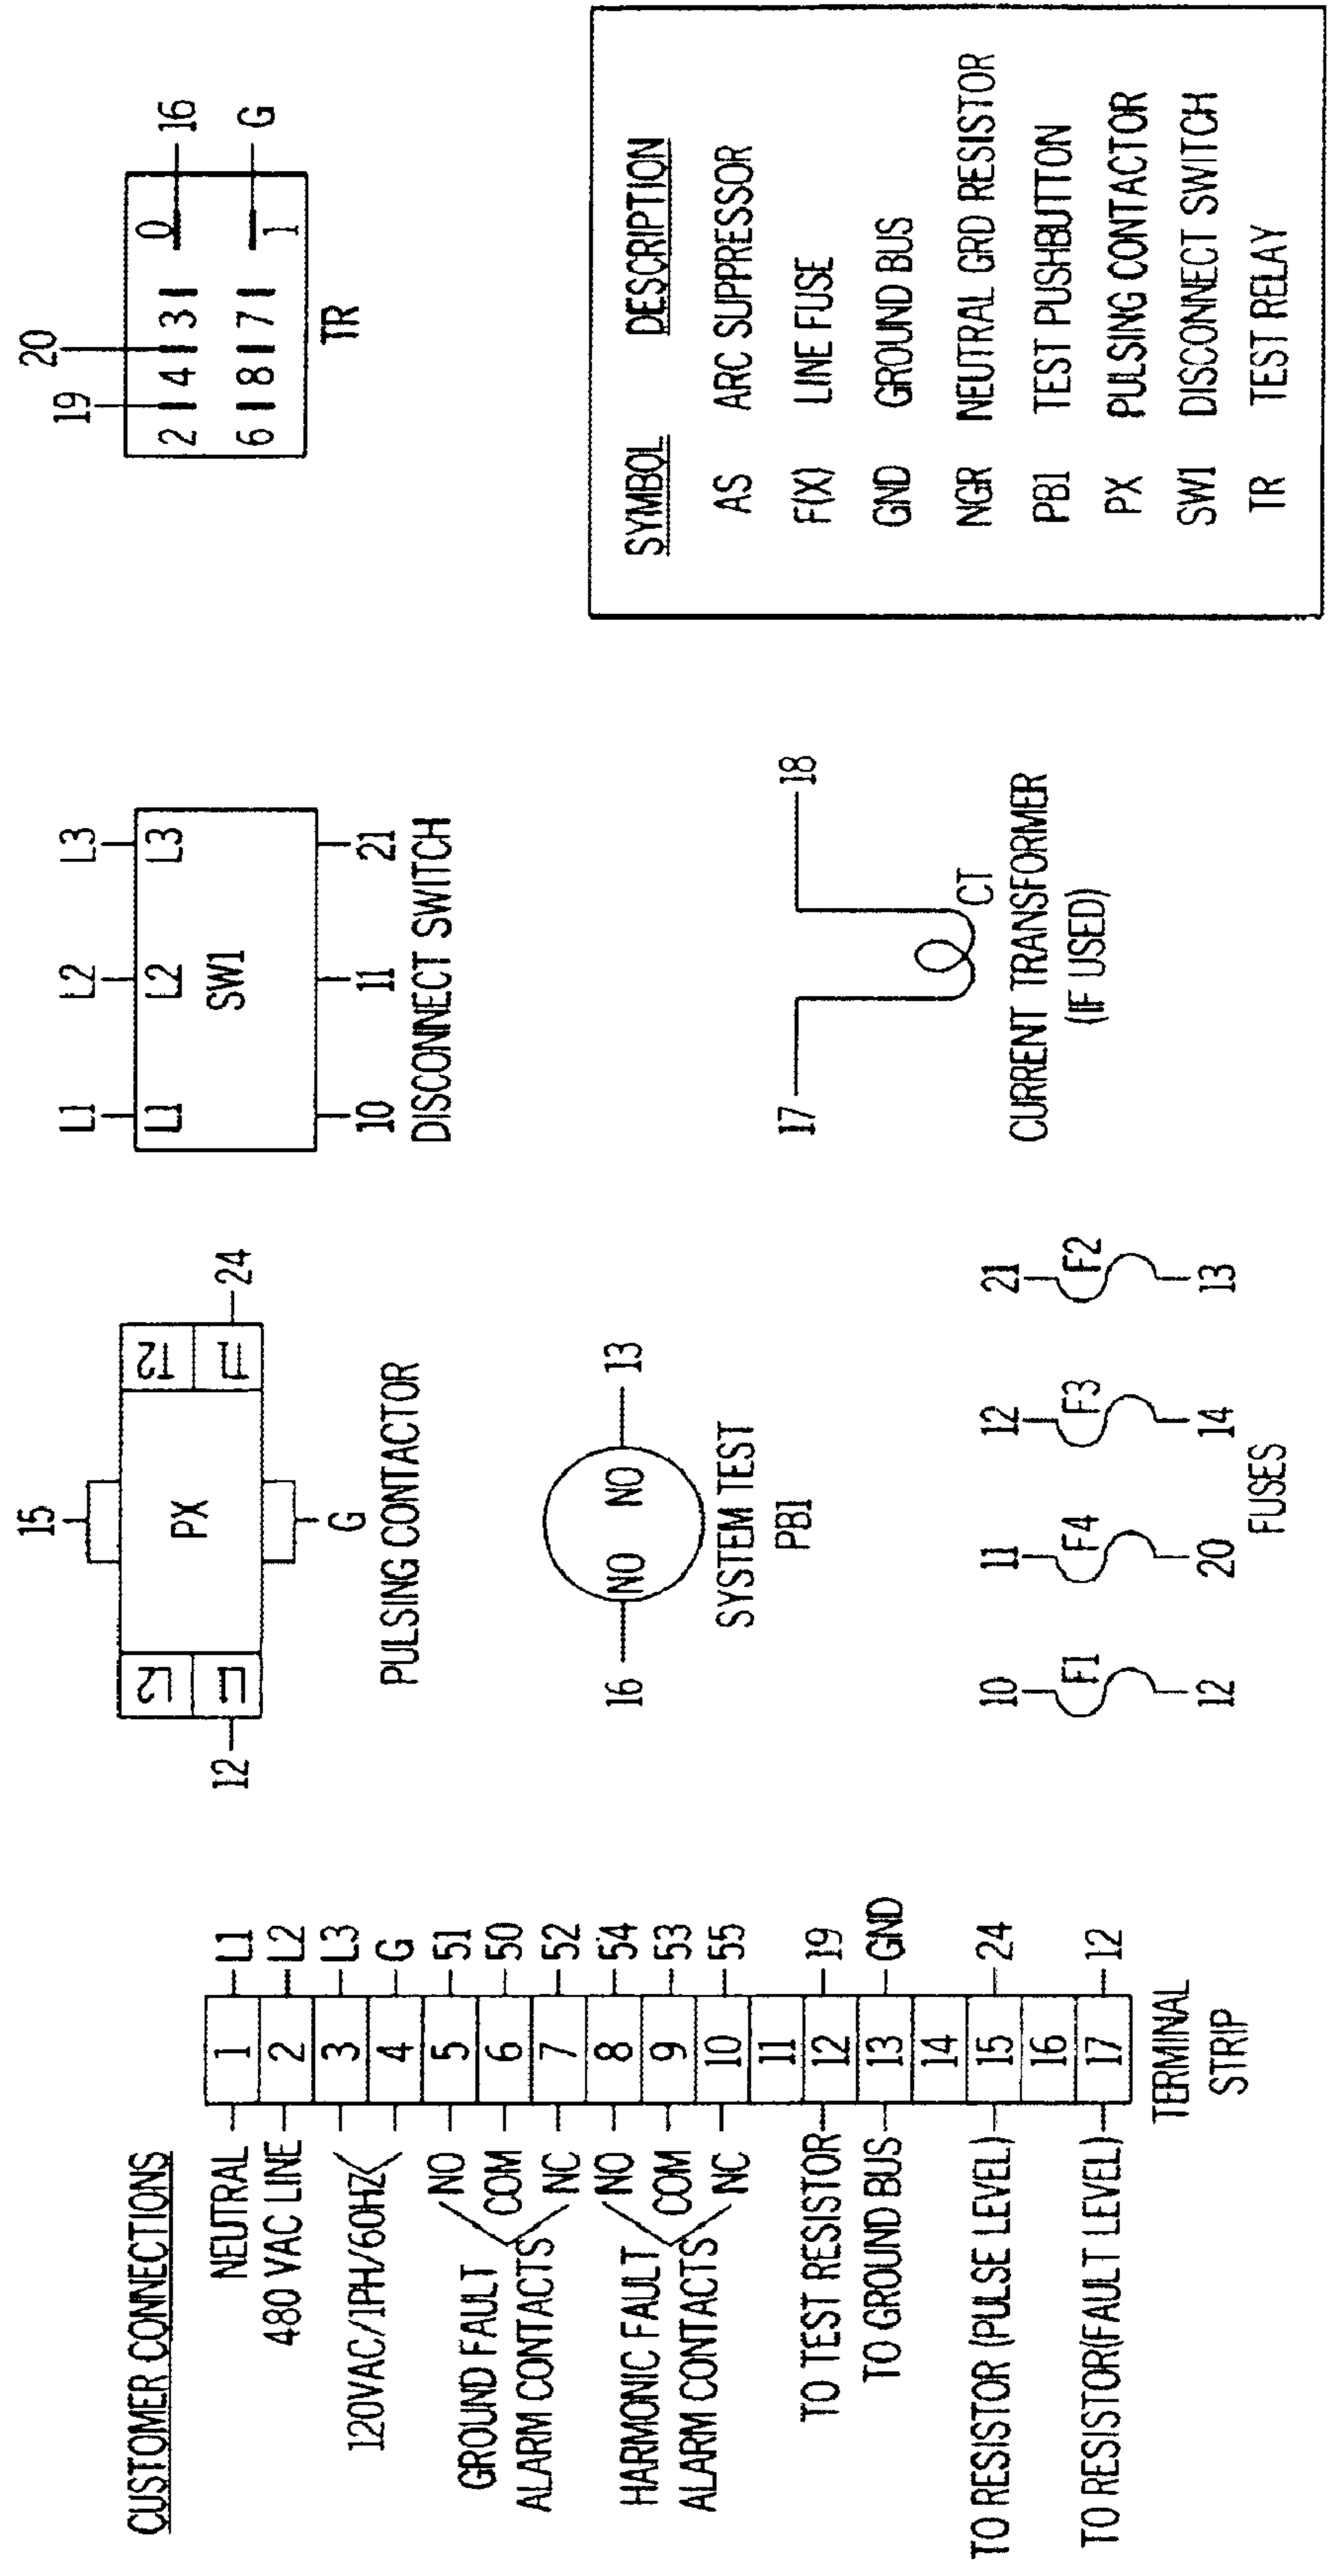 CUSTOMER CONNECTIONS
NEUTRAL 1 L1
480 VAC LINE 2 L2
120VAC/1PH/60HZ 3 L3
4 G
GROUND FAULT
ALARM CONTACTS
NO 5 51
COM 6 50
NC 7 52
HARMONIC FAULT
ALARM CONTACTS
NO 8 54
COM 9 53
NC 10 55
11
TO TEST RESISTOR 12 19
TO GROUND BUS 13 GND
14
TO RESISTOR (PULSE LEVEL) 15 24
16
TO RESISTOR(FAULT LEVEL) 17 12
TERMINAL
STRIP
15
L2 PX T2
12 L1 T1 24
G
PULSING CONTACTOR
16 NO NO 13
SYSTEM TEST
PB1
10 11 12 21
F1 F4 F3 F2
12 20 14 13
FUSES
L1 L2 L3
L1 L2 L3
SW1
10 11 21
DISCONNECT SWITCH
17 18
CT
CURRENT TRANSFORMER
(IF USED)
19 20
2 4 3 0 16
6 8 7 1 G
TR
SYMBOL DESCRIPTION
AS ARC SUPPRESSOR
F(X) LINE FUSE
GND GROUND BUS
NGR NEUTRAL GRD RESISTOR
PB1 TEST PUSHBUTTON
PX PULSING CONTACTOR
SW1 DISCONNECT SWITCH
TR TEST RELAY